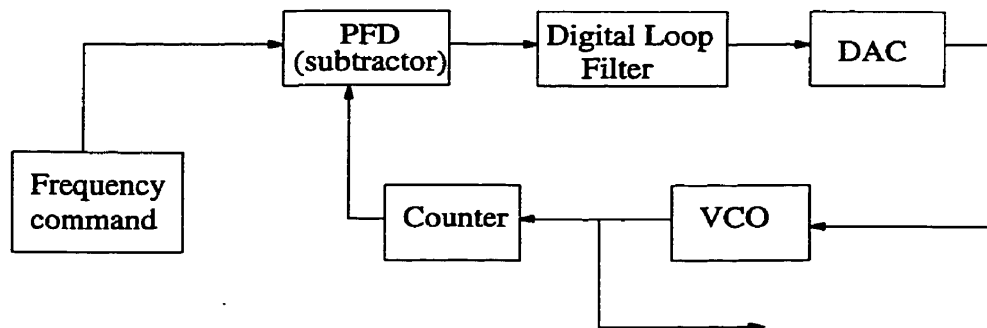 PFD
(subtractor)
Digital Loop
Filter
DAC
Frequency
command
Counter
VCO